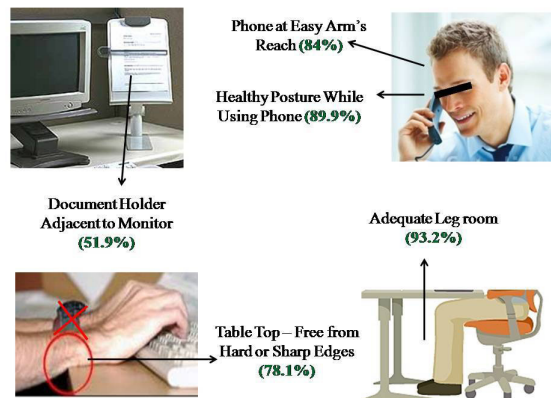 Phone at Easy Arm's
Reach (84%)
Healthy Posture While
Using Phone (89.9%)
Document Holder
Adjacent to Monitor
(51.9%)
Adequate Leg room
(93.2%)
Table Top – Free from
Hard or Sharp Edges
(78.1%)